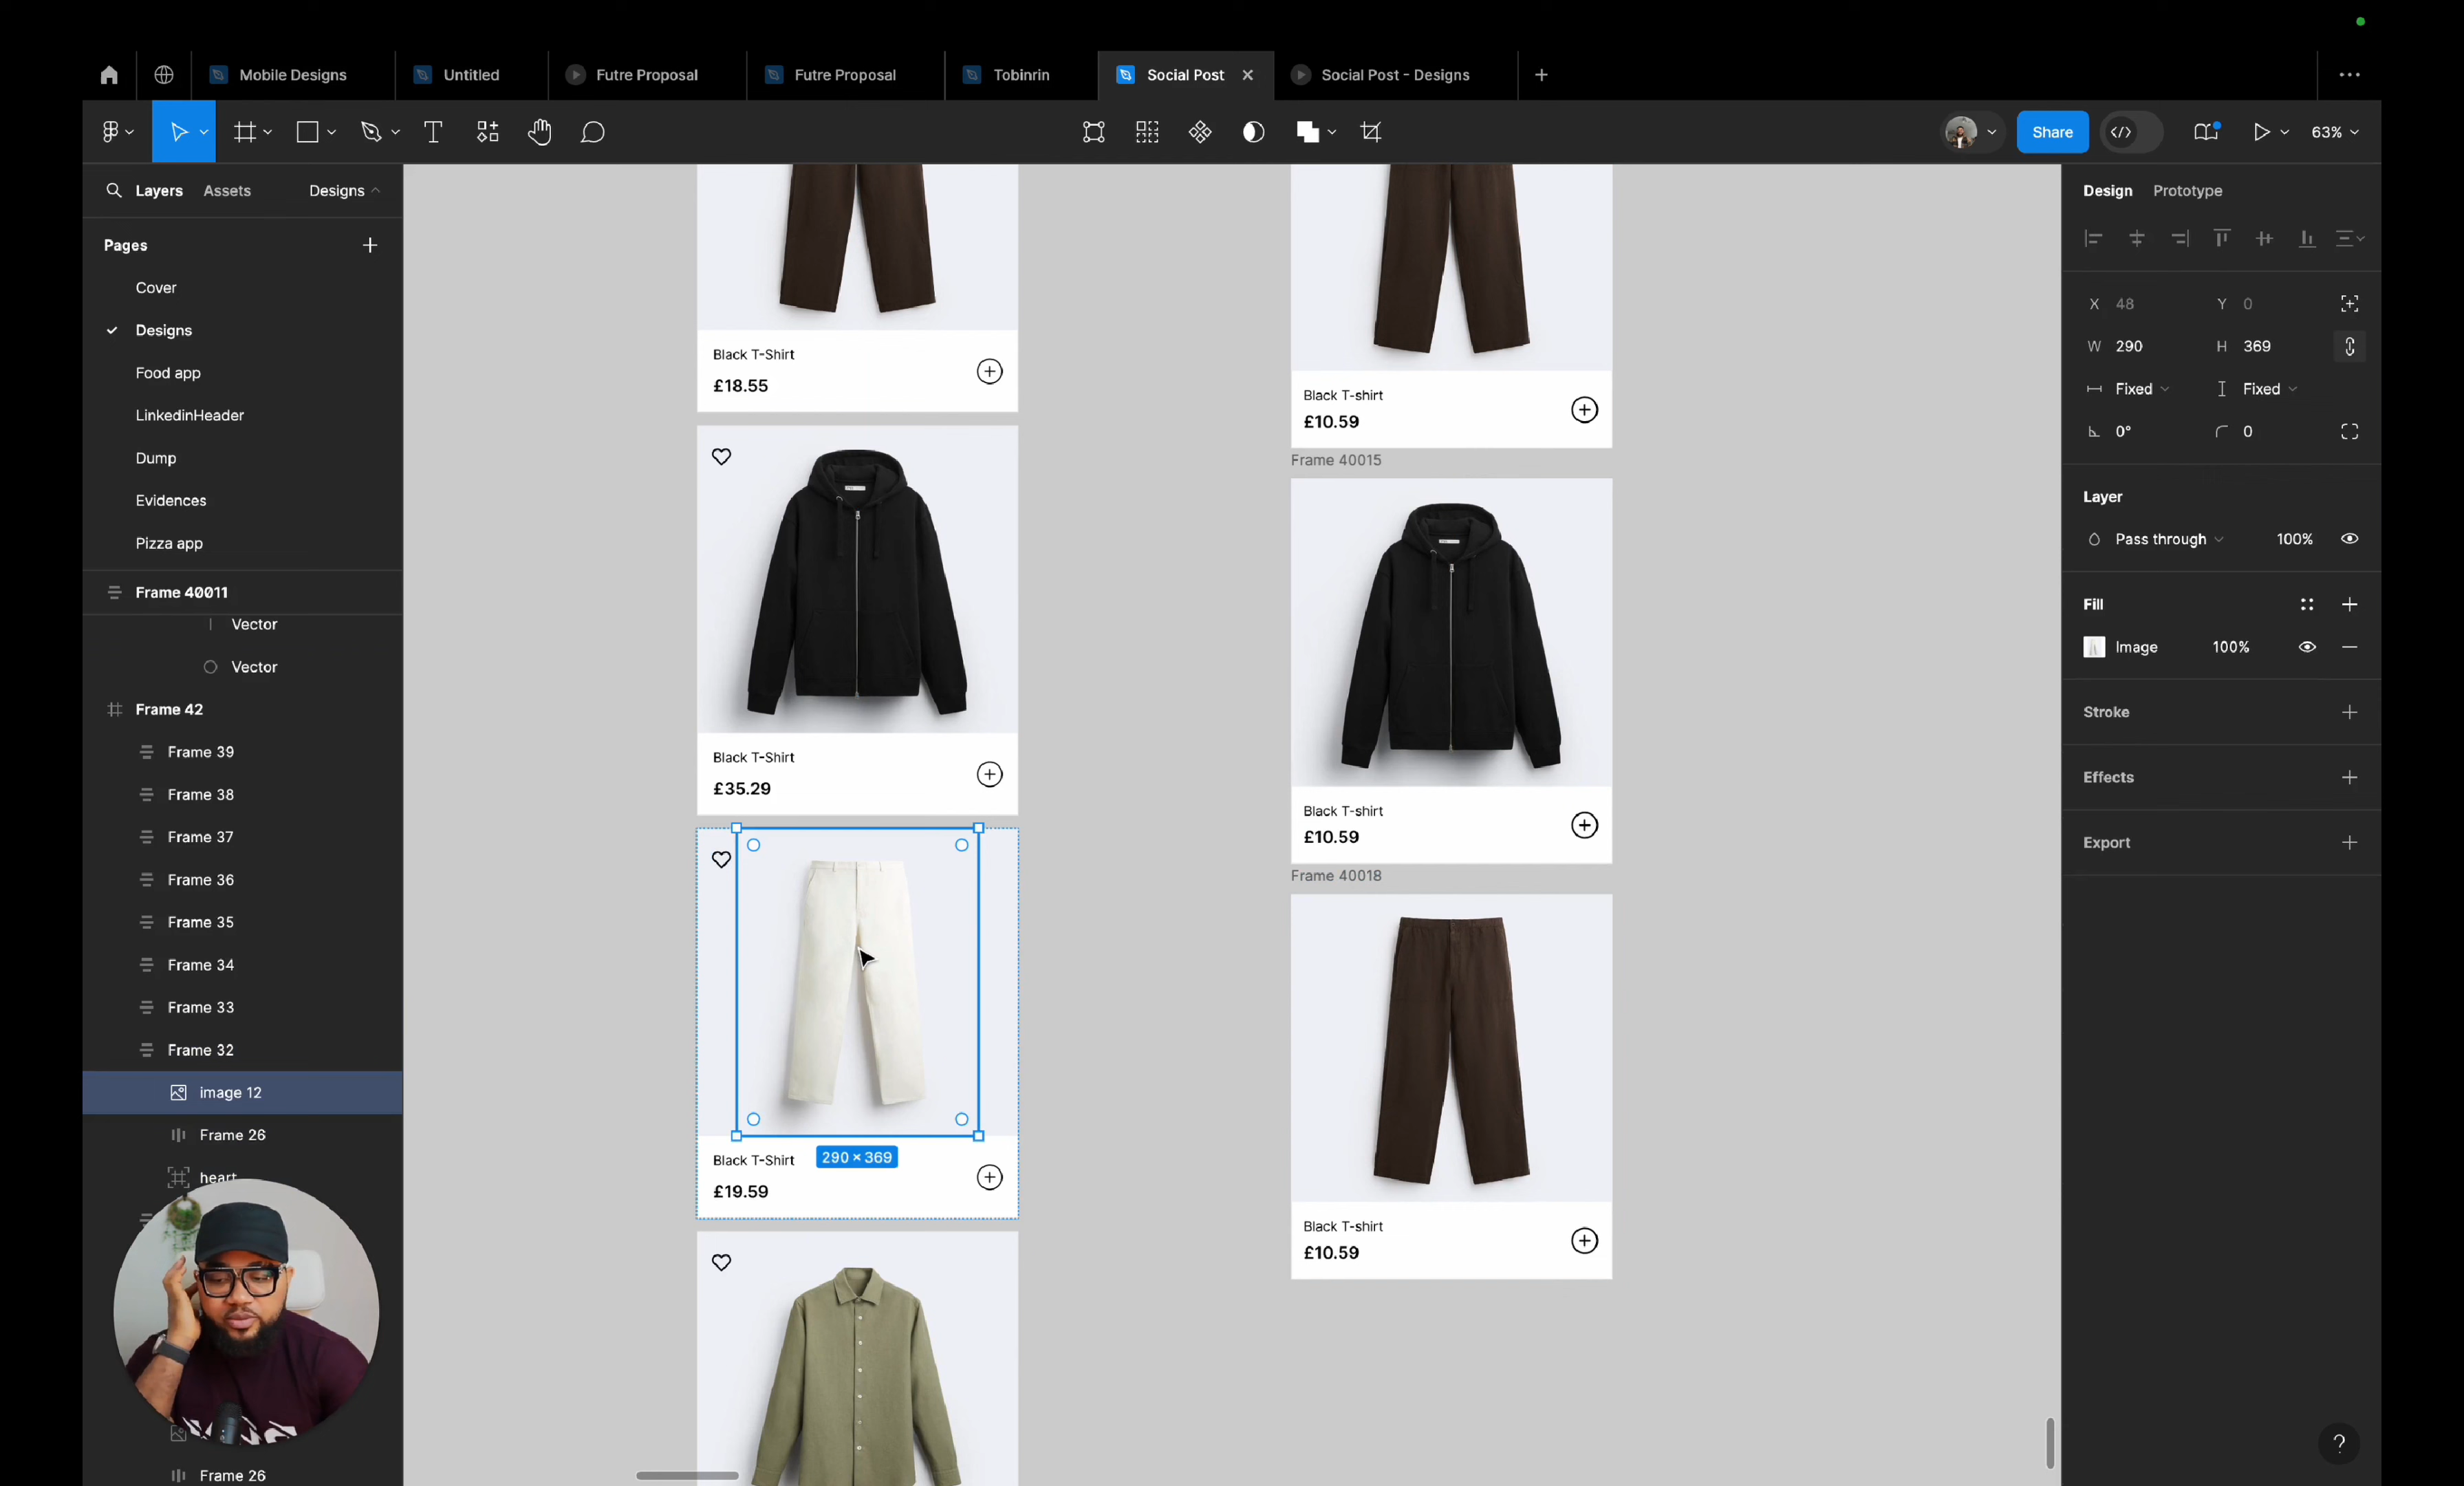 Mobile Designs
Untitled
Futre Proposal
Futre Proposal
Tobinrin
Social Post
Social Post - Designs
Share
63%
Layers
Assets
Designs
Pages
Cover
Designs
Food app
LinkedinHeader
Dump
Evidences
Pizza app
Frame 40011
Vector
Vector
Frame 42
Frame 39
Frame 38
Frame 37
Frame 36
Frame 35
Frame 34
Frame 33
Frame 32
image 12
Frame 26
heart
Frame 26
Black T-Shirt
£18.55
Black T-Shirt
£35.29
Black T-Shirt
290 × 369
£19.59
Black T-shirt
£10.59
Frame 40015
Black T-shirt
£10.59
Frame 40018
Black T-shirt
£10.59
Design
Prototype
X 48
Y 0
W 290
H 369
Fixed
Fixed
0°
0
Layer
Pass through
100%
Fill
Image
100%
Stroke
Effects
Export
?